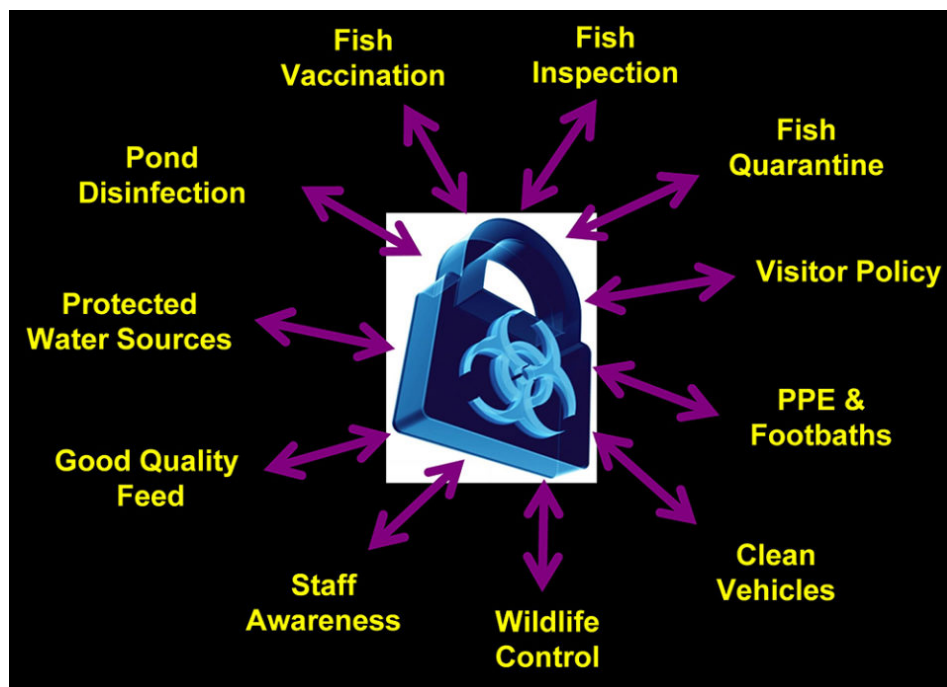 Fish
Vaccination
Fish
Inspection
Fish
Quarantine
Visitor Policy
PPE &
Footbaths
Clean
Vehicles
Wildlife
Control
Staff
Awareness
Good Quality
Feed
Protected
Water Sources
Pond
Disinfection